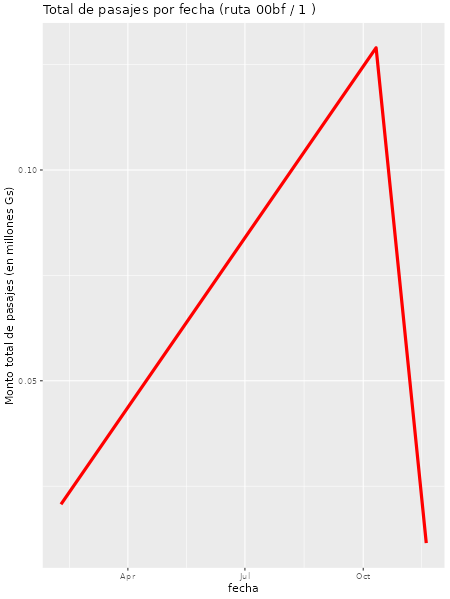 Total de pasajes por fecha (ruta 00bf / 1 )
Monto total de pasajes (en millones Gs)
0.10
0.05
Apr
Jul
Oct
fecha